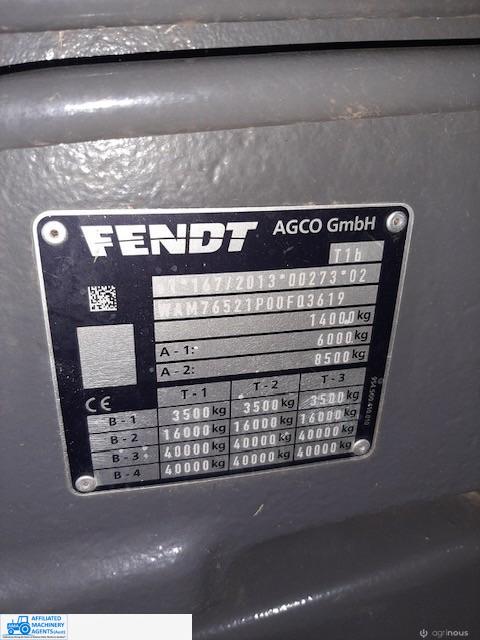 FENDT AGCO GmbH
T1b
*167/2013*00273*02
WAM76521P00F03619
14000kg
A - 1: 6000kg
A - 2: 8500kg
T - 1 T - 2 T - 3
CE
B - 1 3500kg 3500kg 3500kg
B - 2 16000kg 16000kg 16000kg
B - 3 40000kg 40000kg 40000kg
B - 4 40000kg 40000kg 40000kg
AFFILIATED
MACHINERY
AGENTS(Aust)
agrinous